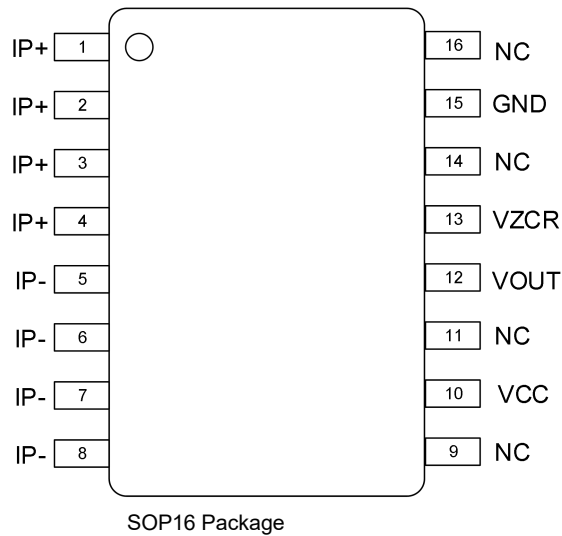 IP+ 1 16 NC
IP+ 2 15 GND
IP+ 3 14 NC
IP+ 4 13 VZCR
IP- 5 12 VOUT
IP- 6 11 NC
IP- 7 10 VCC
IP- 8 9 NC
SOP16 Package